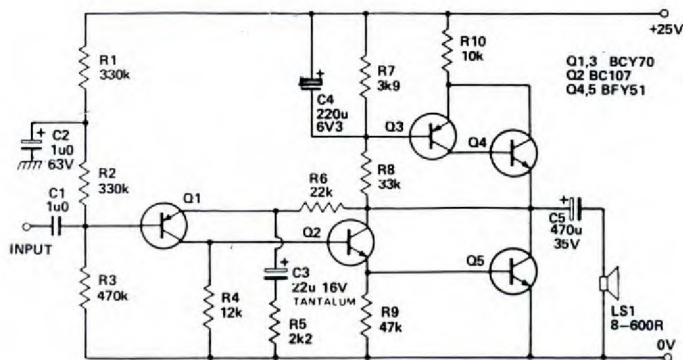 +25V
R1
330k
C2
1u0
63V
R2
330k
C1
1u0
INPUT
R3
470k
Q1
R4
12k
C3
22u 16V
TANTALUM
R5
2k2
R6
22k
C4
220u
6V3
R7
3k9
R8
33k
Q2
R9
47k
Q3
R10
10k
Q4
Q5
Q1,3 BCY70
Q2 BC107
Q4,5 BFY51
C5
470u
35V
LS1
8–600R
0V
+
+
+
+